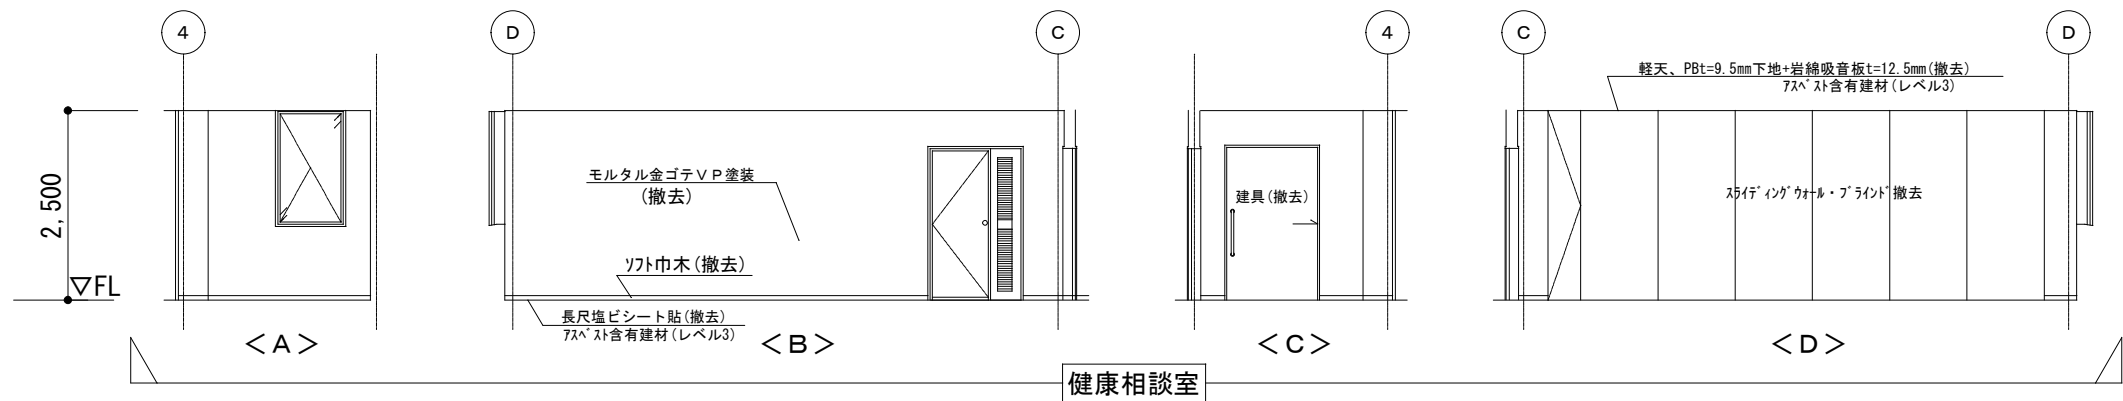 4
D
C
4
C
D
軽天、PBt=9.5mm下地+岩綿吸音板t=12.5mm(撤去)
ｱｽﾍﾞｽﾄ含有建材(レベル3)
2,500
モルタル金ゴテＶＰ塗装
(撤去)
建具(撤去)
ｽﾗｲﾃﾞｨﾝｸﾞｳｫｰﾙ・ﾌﾞﾗｲﾝﾄﾞ撤去
ｿﾌﾄ巾木(撤去)
▽FL
長尺塩ビシート貼(撤去)
ｱｽﾍﾞｽﾄ含有建材(レベル3)
＜Ａ＞
＜Ｂ＞
＜Ｃ＞
＜Ｄ＞
健康相談室